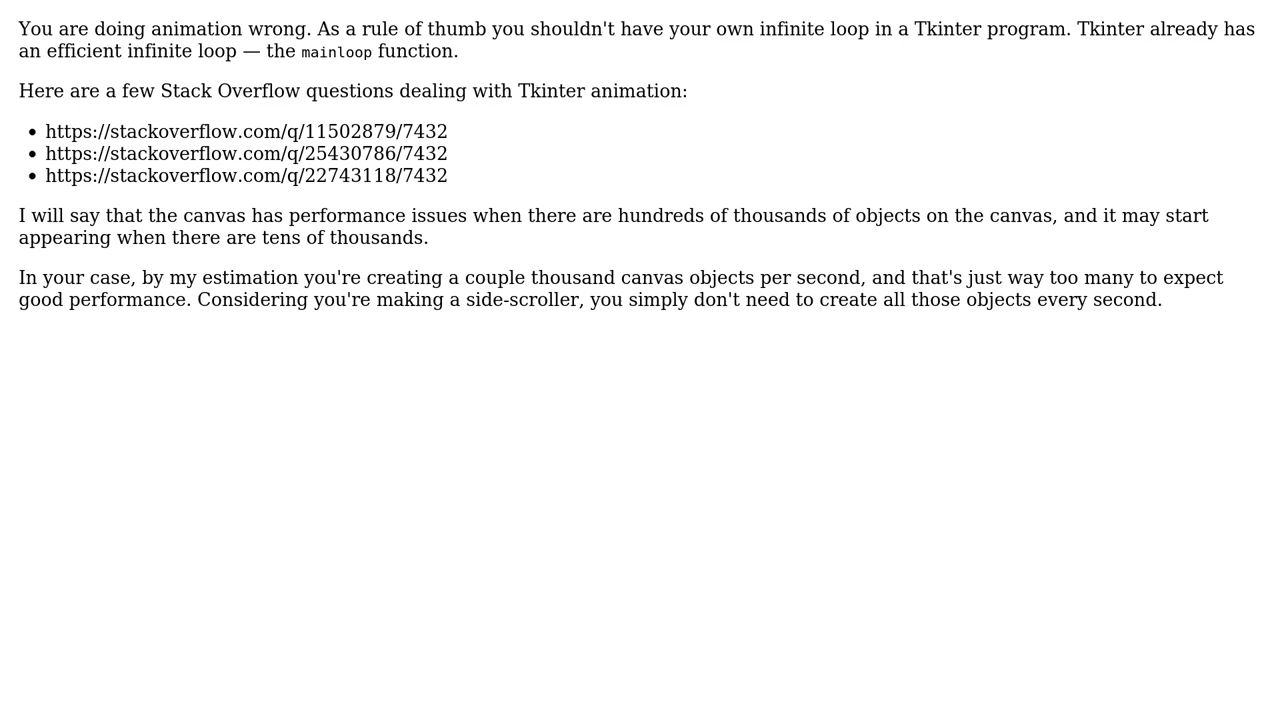 You are doing animation wrong. As a rule of thumb you shouldn't have your own infinite loop in a Tkinter program. Tkinter already has
an efficient infinite loop — the mainloop function.
Here are a few Stack Overflow questions dealing with Tkinter animation:
• https://stackoverflow.com/q/11502879/7432
• https://stackoverflow.com/q/25430786/7432
• https://stackoverflow.com/q/22743118/7432
I will say that the canvas has performance issues when there are hundreds of thousands of objects on the canvas, and it may start
appearing when there are tens of thousands.
In your case, by my estimation you're creating a couple thousand canvas objects per second, and that's just way too many to expect
good performance. Considering you're making a side-scroller, you simply don't need to create all those objects every second.